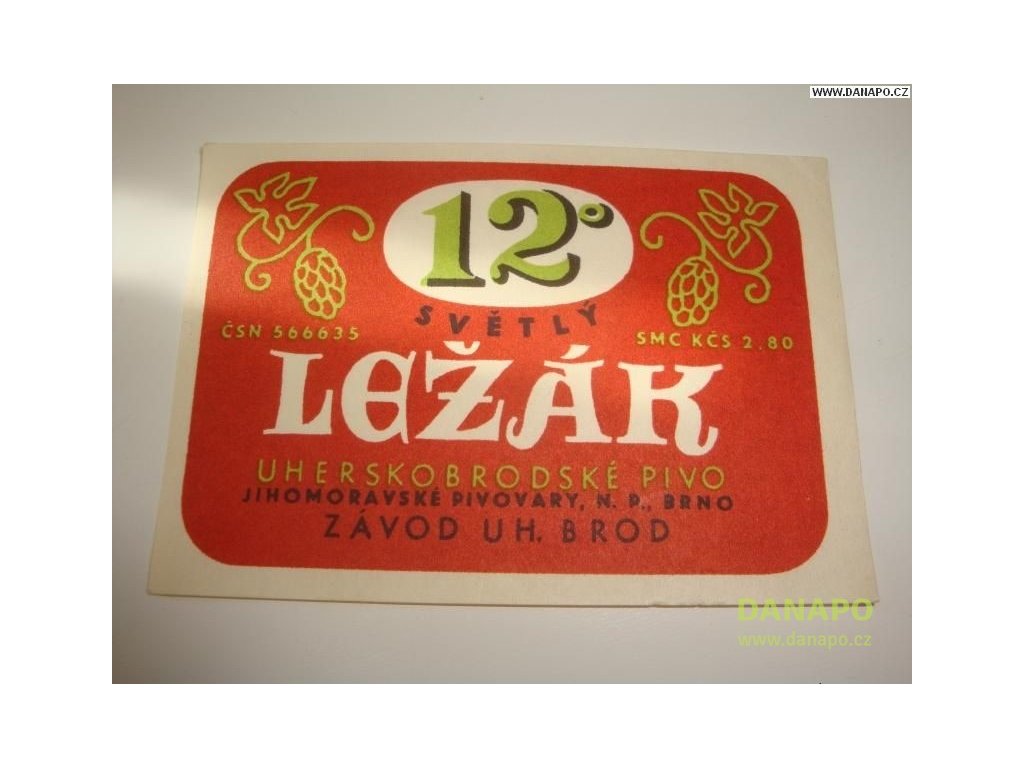 WWW.DANAPO.CZ
12°
SVĚTLÝ
ČSN 566635
SMC KČS 2.80
LEŽÁK
UHERSKOBRODSKÉ PIVO
JIHOMORAVSKÉ PIVOVARY, N. P., BRNO
ZÁVOD UH. BROD
DANAPO
www.danapo.cz